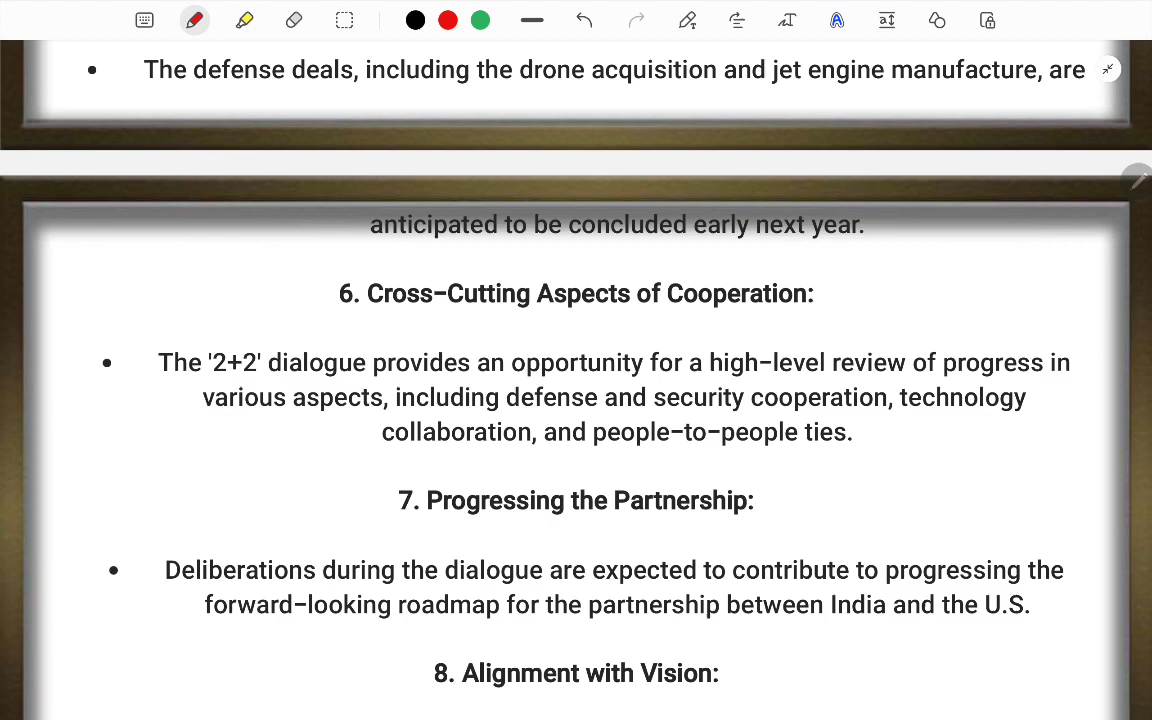 • The defense deals, including the drone acquisition and jet engine manufacture, are
anticipated to be concluded early next year.
6. Cross-Cutting Aspects of Cooperation:
• The '2+2' dialogue provides an opportunity for a high-level review of progress in
various aspects, including defense and security cooperation, technology
collaboration, and people-to-people ties.
7. Progressing the Partnership:
• Deliberations during the dialogue are expected to contribute to progressing the
forward-looking roadmap for the partnership between India and the U.S.
8. Alignment with Vision: